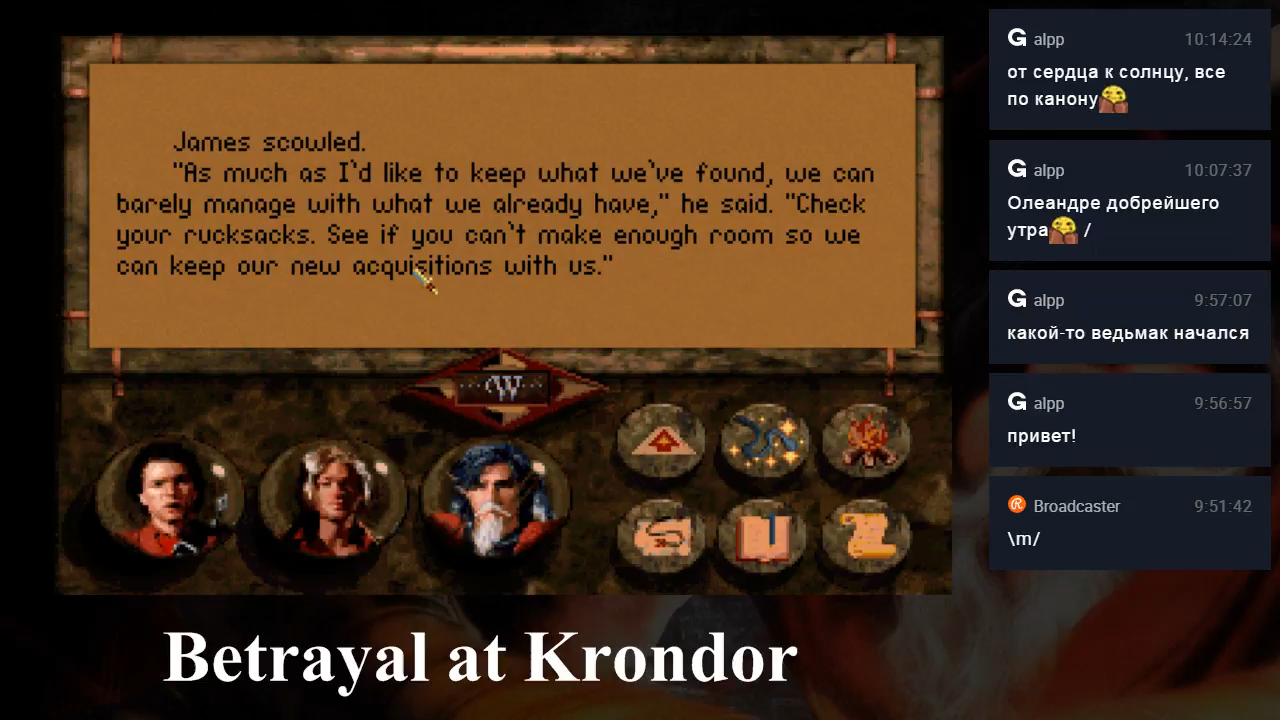 James scowled.
"As much as I'd like to keep what we've found, we can
barely manage with what we already have," he said. "Check
your rucksacks. See if you can't make enough room so we
can keep our new acquisitions with us."
W
Betrayal at Krondor
G alpp 10:14:24
от сердца к солнцу, все
по канону
G alpp 10:07:37
Олеандре добрейшего
утра /
G alpp 9:57:07
какой-то ведьмак начался
G alpp 9:56:57
привет!
R Broadcaster 9:51:42
\m/